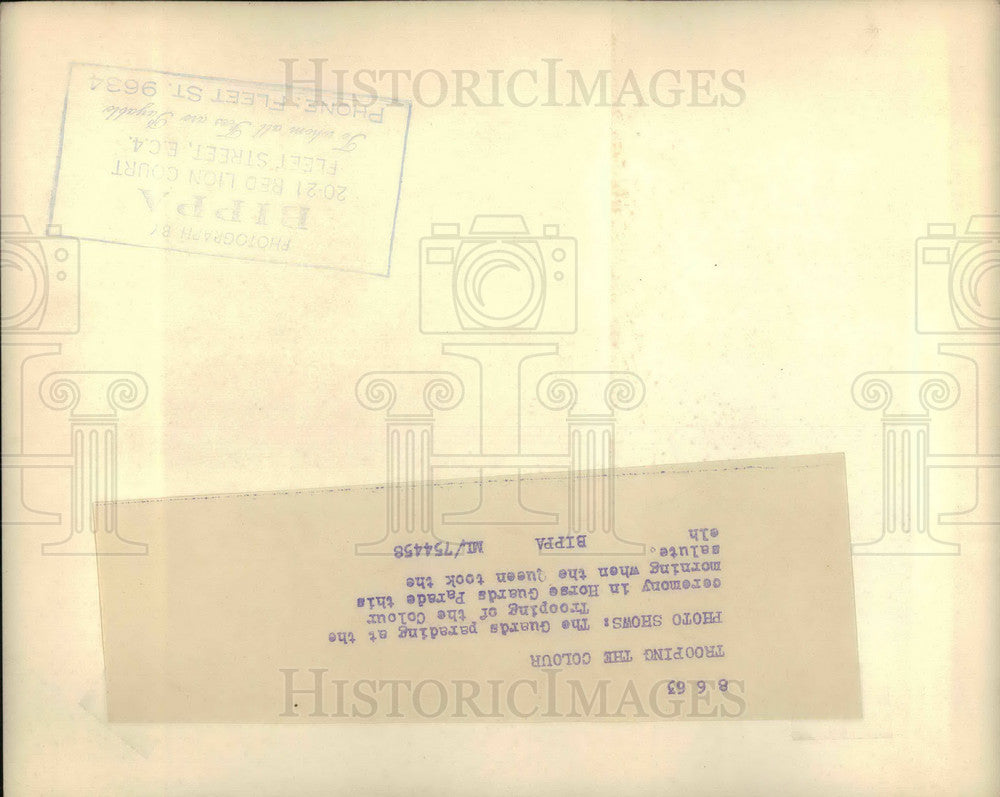 8 6 63
TROOPING THE COLOUR
PHOTO SHOWS: The Guards parading at the
Trooping of the Colour
ceremony in Horse Guards Parade this
morning when the Queen took the
salute.
elh BIPPA ML/754458
PHOTOGRAPH BY
BIPPA
20-21 RED LION COURT
FLEET STREET, E.C.4.
To whom all Fees are Payable
PHONE, FLEET ST. 9634
HISTORICIMAGES
HISTORICIMAGES